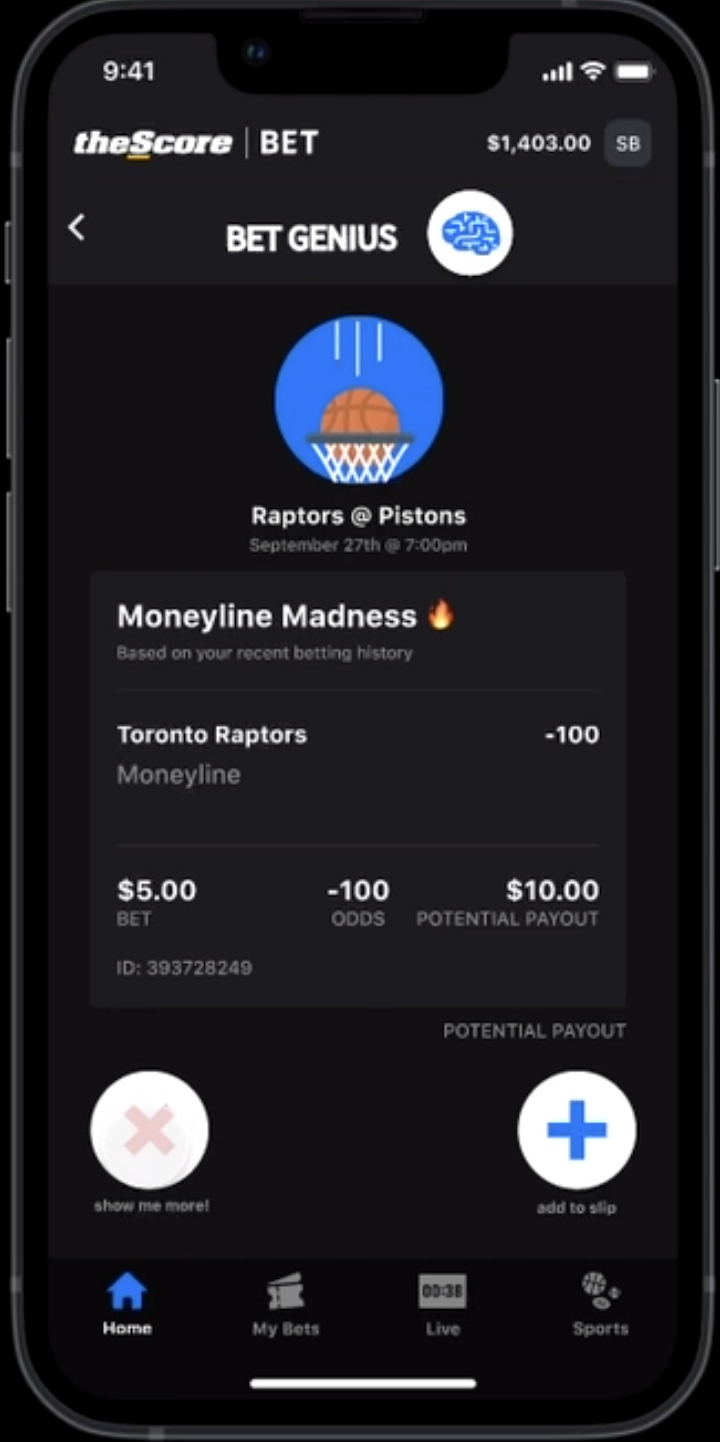 9:41
theScore BET $1,403.00 SB
BET GENIUS
Raptors @ Pistons
September 27th @ 7:00pm
Moneyline Madness 🔥
Based on your recent betting history
Toronto Raptors -100
Moneyline
$5.00 -100 $10.00
BET ODDS POTENTIAL PAYOUT
ID: 393728249
POTENTIAL PAYOUT
show me more! add to slip
00:38
Home My Bets Live Sports